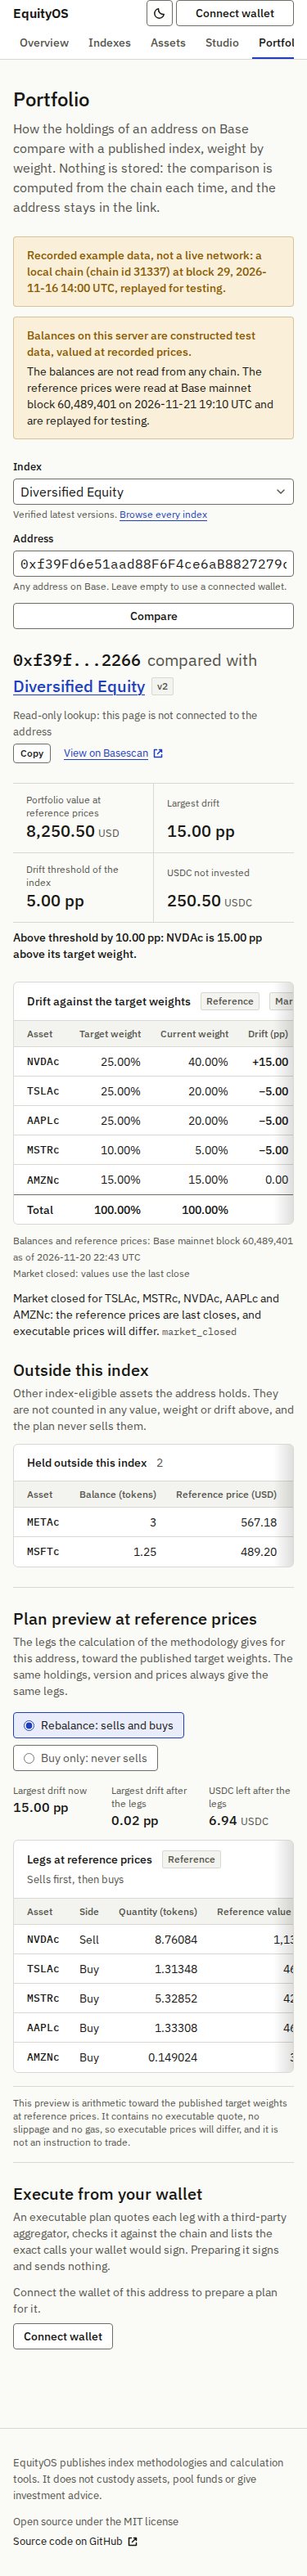 EquityOS
Connect wallet
Overview Indexes Assets Studio
Portfolio
How the holdings of an address on Base
compare with a published index, weight by
weight. Nothing is stored: the comparison is
computed from the chain each time, and the
address stays in the link.
Recorded example data, not a live network: a
local chain (chain id 31337) at block 29, 2026-
11-16 14:00 UTC, replayed for testing.
Balances on this server are constructed test
data, valued at recorded prices.
The balances are not read from any chain. The
reference prices were read at Base mainnet
block 60,489,401 on 2026-11-21 19:10 UTC and
are replayed for testing.
Index
Diversified Equity
Verified latest versions. Browse every index
Address
0xf39Fd6e51aad88F6F4ce6aB8827279c
Any address on Base. Leave empty to use a connected wallet.
Compare
0xf39f...2266 compared with
Diversified Equity v2
Read-only lookup: this page is not connected to the
address
Copy View on Basescan
Portfolio value at
reference prices
8,250.50 USD
Largest drift
15.00 pp
Drift threshold of the
index
5.00 pp
USDC not invested
250.50 USDC
Above threshold by 10.00 pp: NVDAc is 15.00 pp
above its target weight.
Drift against the target weights Reference
Asset Target weight Current weight Drift (pp)
NVDAc 25.00% 40.00% +15.00
TSLAc 25.00% 20.00% −5.00
AAPLc 25.00% 20.00% −5.00
MSTRc 10.00% 5.00% −5.00
AMZNc 15.00% 15.00% 0.00
Total 100.00% 100.00%
Balances and reference prices: Base mainnet block 60,489,401
as of 2026-11-20 22:43 UTC
Market closed: values use the last close
Market closed for TSLAc, MSTRc, NVDAc, AAPLc and
AMZNc: the reference prices are last closes, and
executable prices will differ. market_closed
Outside this index
Other index-eligible assets the address holds. They
are not counted in any value, weight or drift above, and
the plan never sells them.
Held outside this index 2
Asset Balance (tokens) Reference price (USD)
METAc 3 567.18
MSFTc 1.25 489.20
Plan preview at reference prices
The legs the calculation of the methodology gives for
this address, toward the published target weights. The
same holdings, version and prices always give the
same legs.
Rebalance: sells and buys
Buy only: never sells
Largest drift now
15.00 pp
Largest drift after
the legs
0.02 pp
USDC left after the
legs
6.94 USDC
Legs at reference prices Reference
Sells first, then buys
Asset Side Quantity (tokens) Reference value
NVDAc Sell 8.76084
TSLAc Buy 1.31348
MSTRc Buy 5.32852
AAPLc Buy 1.33308
AMZNc Buy 0.149024
This preview is arithmetic toward the published target weights
at reference prices. It contains no executable quote, no
slippage and no gas, so executable prices will differ, and it is
not an instruction to trade.
Execute from your wallet
An executable plan quotes each leg with a third-party
aggregator, checks it against the chain and lists the
exact calls your wallet would sign. Preparing it signs
and sends nothing.
Connect the wallet of this address to prepare a plan
for it.
Connect wallet
EquityOS publishes index methodologies and calculation
tools. It does not custody assets, pool funds or give
investment advice.
Open source under the MIT license
Source code on GitHub